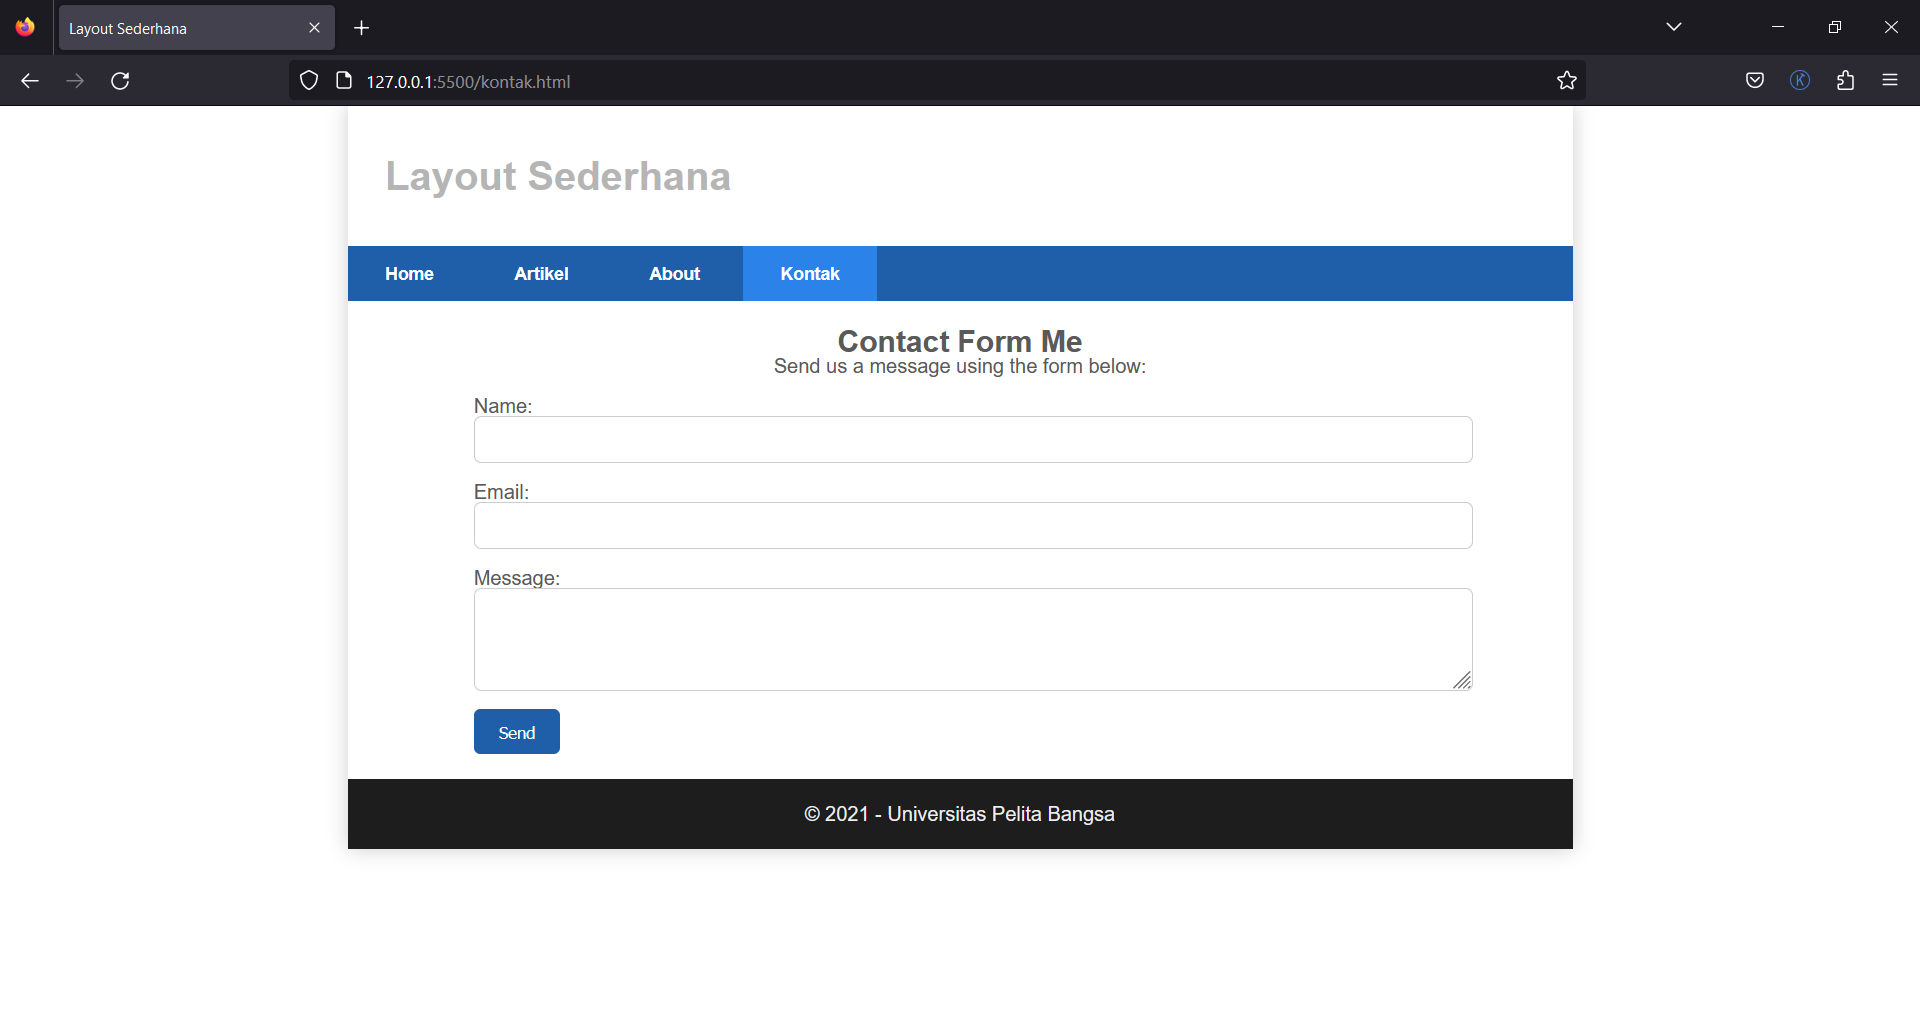 Layout Sederhana
127.0.0.1:5500/kontak.html
Layout Sederhana
Home Artikel About Kontak
Contact Form Me
Send us a message using the form below:
Name:
Email:
Message:
Send
© 2021 - Universitas Pelita Bangsa